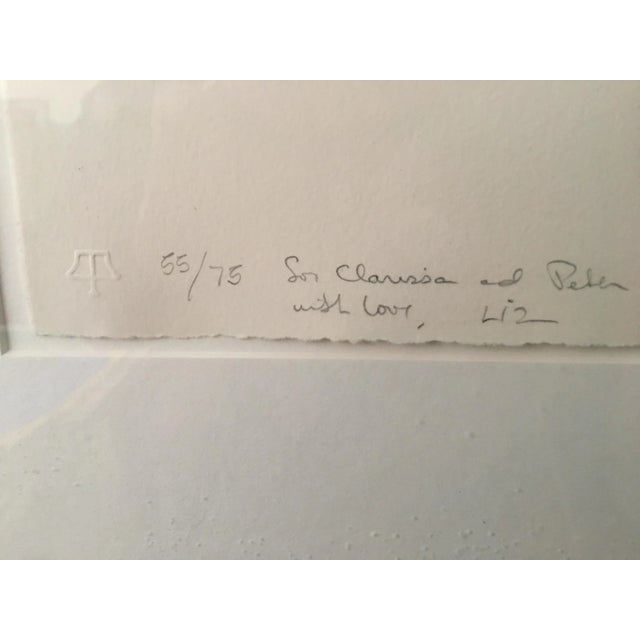 55/75 for Clarissa and Peter
with love, Liz